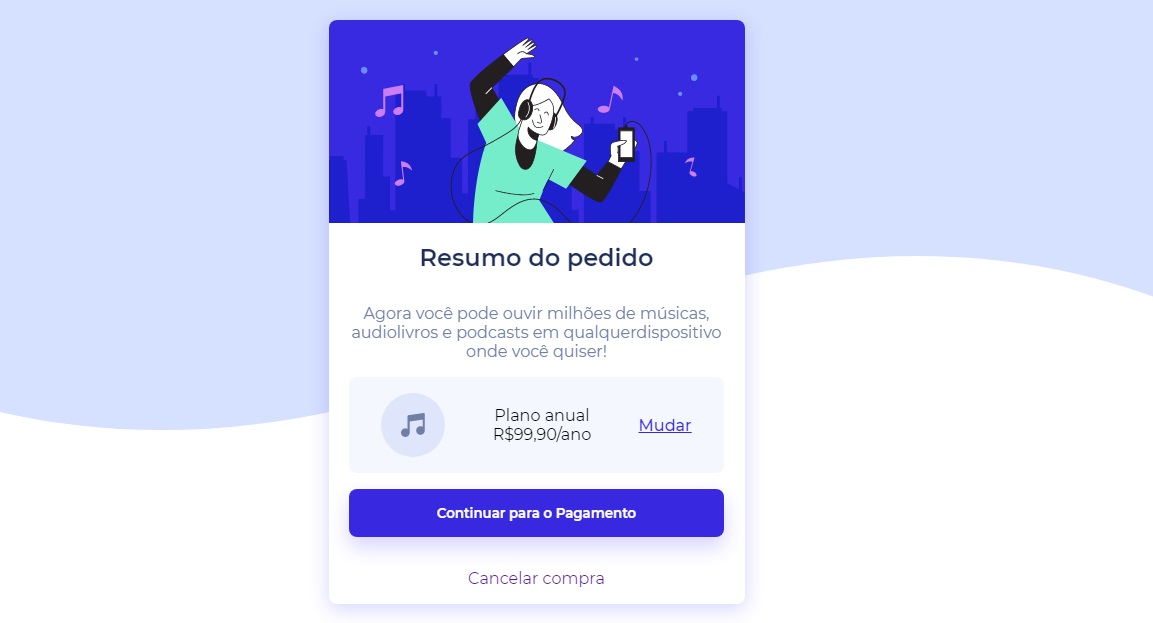 Resumo do pedido
Agora você pode ouvir milhões de músicas,
audiolivros e podcasts em qualquerdispositivo
onde você quiser!
Plano anual
R$99,90/ano
Mudar
Continuar para o Pagamento
Cancelar compra